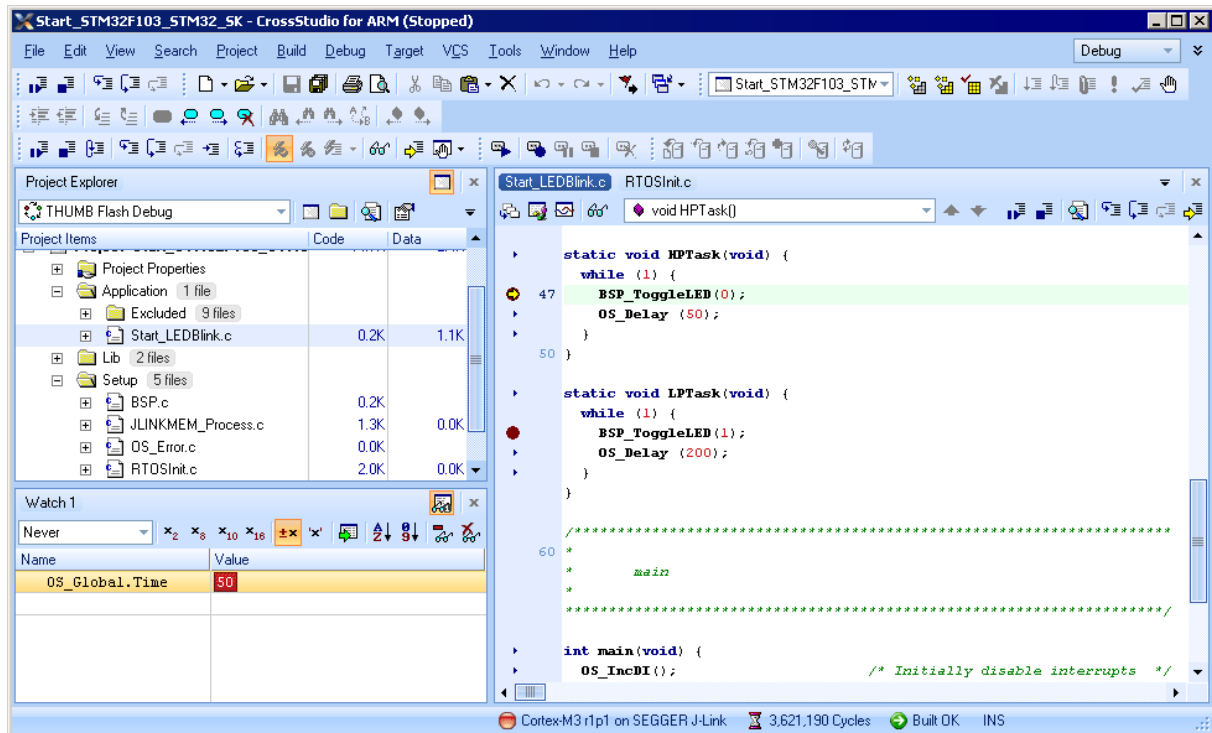 Start_STM32F103_STM32_SK - CrossStudio for ARM (Stopped)
File Edit View Search Project Build Debug Target VCS Tools Window Help
Debug
Start_STM32F103_STM
Project Explorer
THUMB Flash Debug
Project Items Code Data
Project Properties
Application 1 file
Excluded 9 files
Start_LEDBlink.c 0.2K 1.1K
Lib 2 files
Setup 5 files
BSP.c 0.2K
JLINKMEM_Process.c 1.3K 0.0K
OS_Error.c 0.0K
RTOSInit.c 2.0K 0.0K
Watch 1
Never x2 x8 x10 x16 ±x 'x'
Name Value
OS_Global.Time 50
Start_LEDBlink.c RTOSInit.c
void HPTask()
static void HPTask(void) {
while (1) {
47 BSP_ToggleLED(0);
OS_Delay (50);
}
50 }
static void LPTask(void) {
while (1) {
BSP_ToggleLED(1);
OS_Delay (200);
}
}
/*********************************************************************
60 *
* main
*
*********************************************************************/
int main(void) {
OS_IncDI(); /* Initially disable interrupts */
Cortex-M3 r1p1 on SEGGER J-Link 3,621,190 Cycles Built OK INS